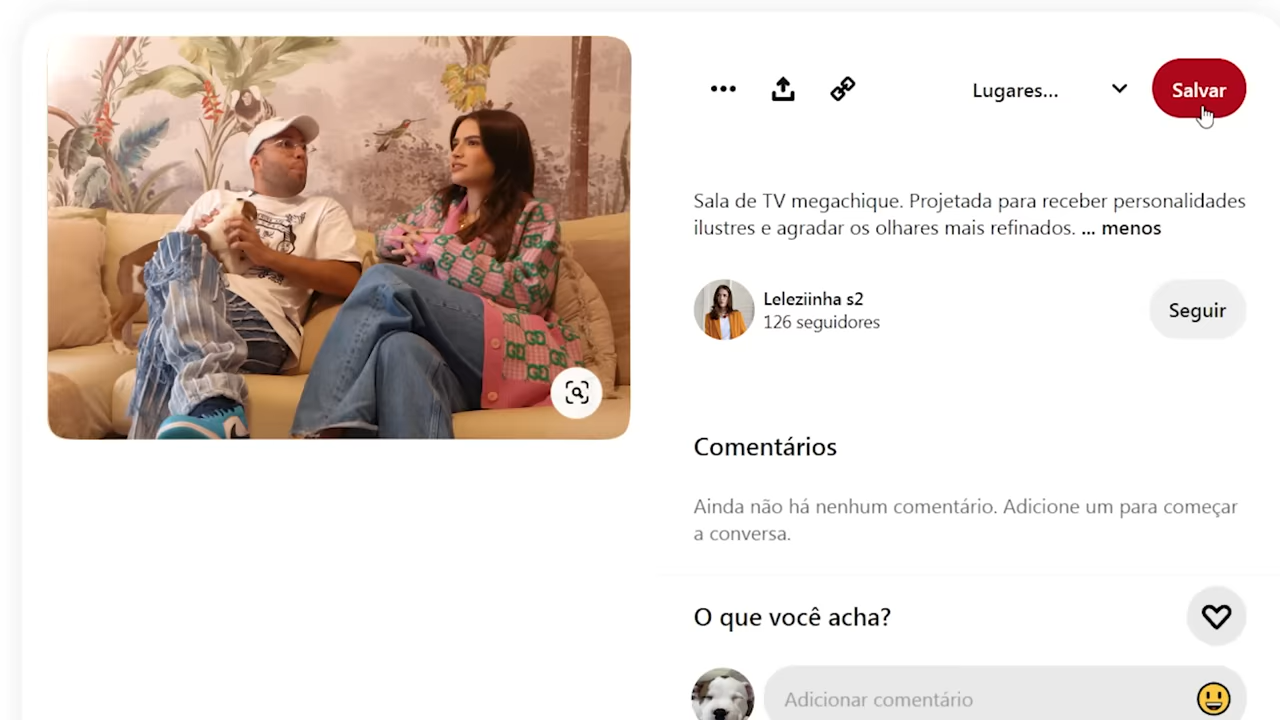 Lugares...
Salvar
Sala de TV megachique. Projetada para receber personalidades
ilustres e agradar os olhares mais refinados. ... menos
Leleziinha s2
126 seguidores
Seguir
Comentários
Ainda não há nenhum comentário. Adicione um para começar
a conversa.
O que você acha?
Adicionar comentário